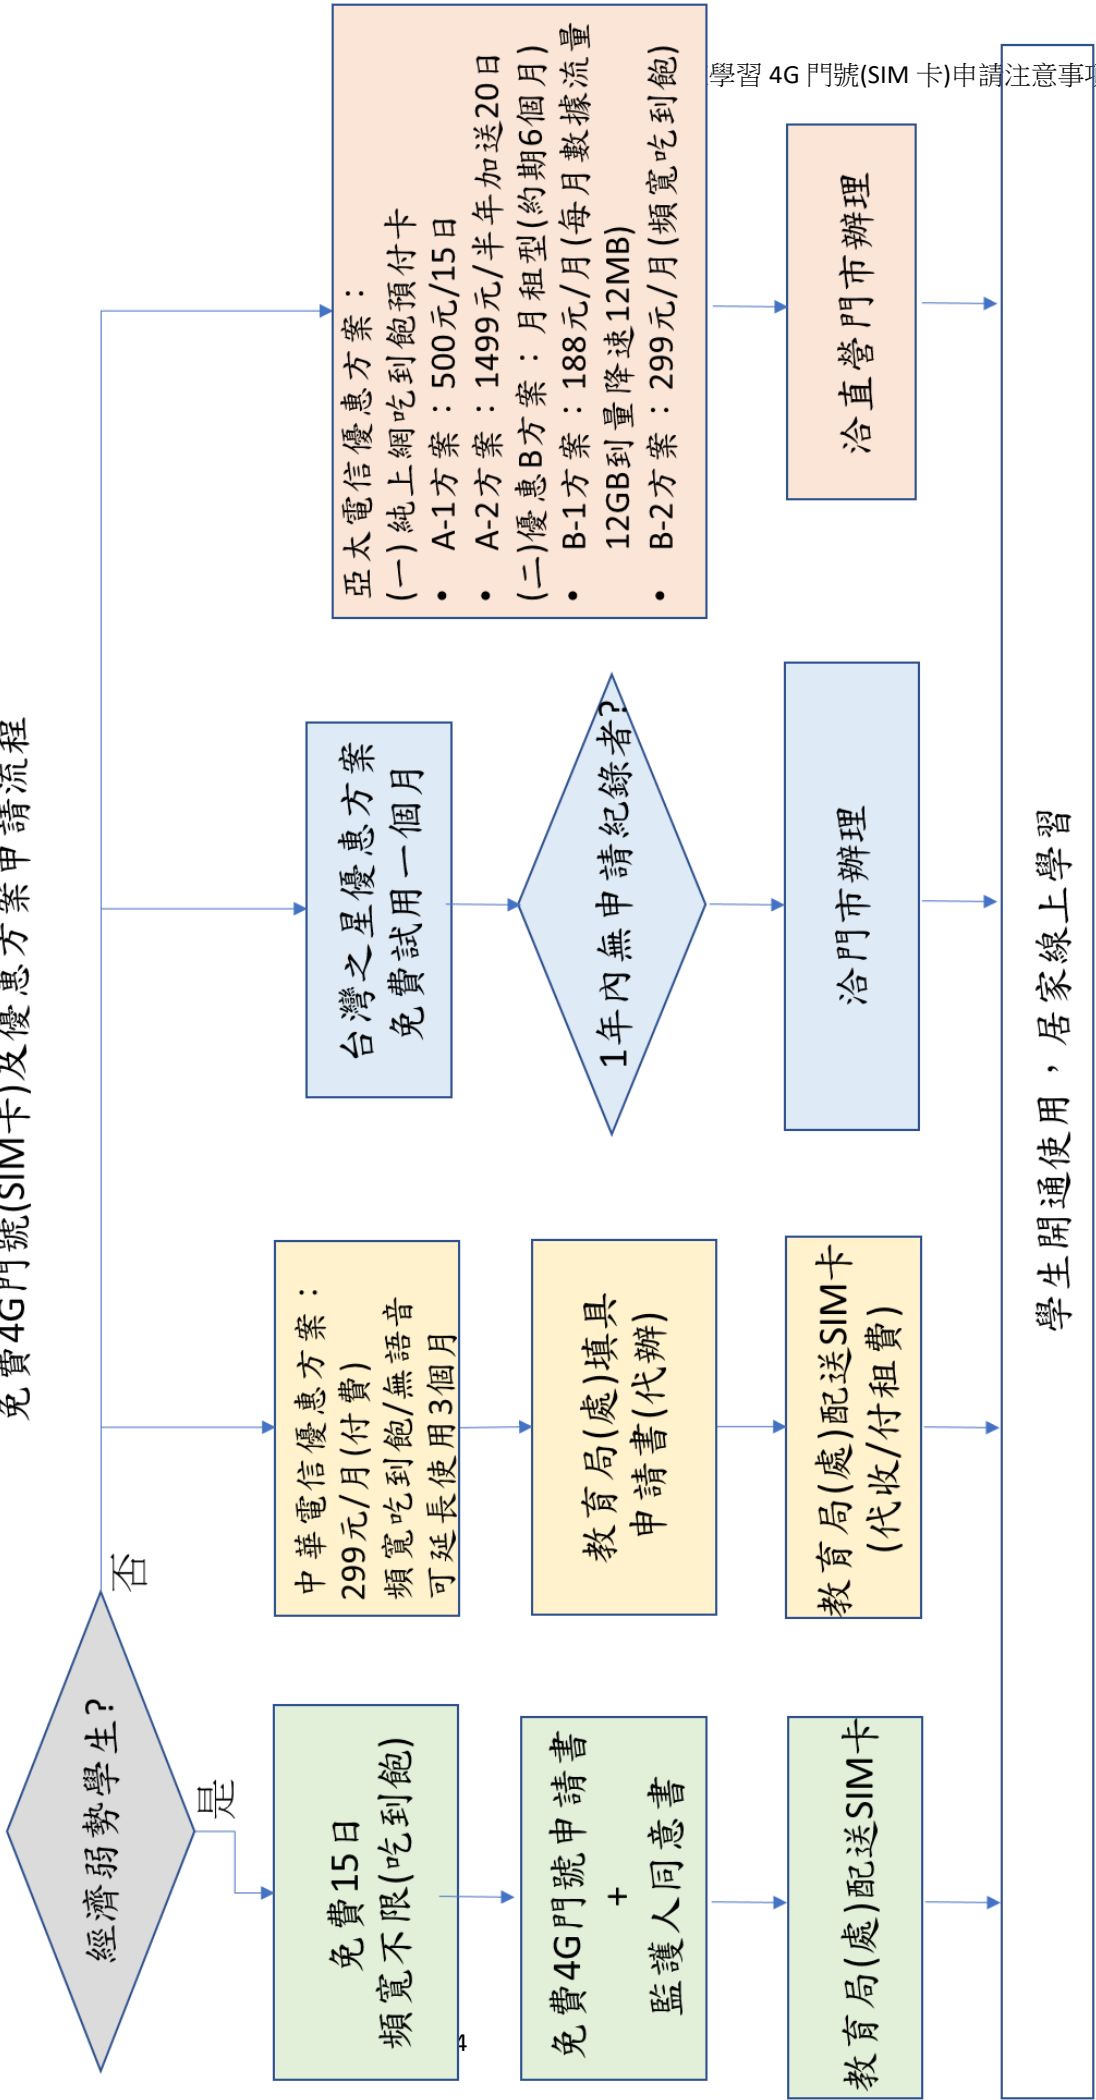 學習 4G 門號(SIM 卡)申請注意事項
免費4G門號(SIM卡)及優惠方案申請流程
經濟弱勢學生?
是
否
免費15日
頻寬不限(吃到飽)
免費4G門號申請書
+
監護人同意書
教育局(處)配送SIM卡
中華電信優惠方案：
299元/月(付費)
頻寬吃到飽/無語音
可延長使用3個月
教育局(處)填具
申請書(代辦)
教育局(處)配送SIM卡
(代收/付租費)
台灣之星優惠方案
免費試用一個月
1年內無申請紀錄者?
洽門市辦理
亞太電信優惠方案：
(一)純上網吃到飽預付卡
• A-1方案：500元/15日
• A-2方案：1499元/半年加送20日
(二)優惠B方案：月租型(約期6個月)
• B-1方案：188元/月(每月數據流量
12GB到量降速12MB)
• B-2方案：299元/月(頻寬吃到飽)
洽直營門市辦理
學生開通使用，居家線上學習
4